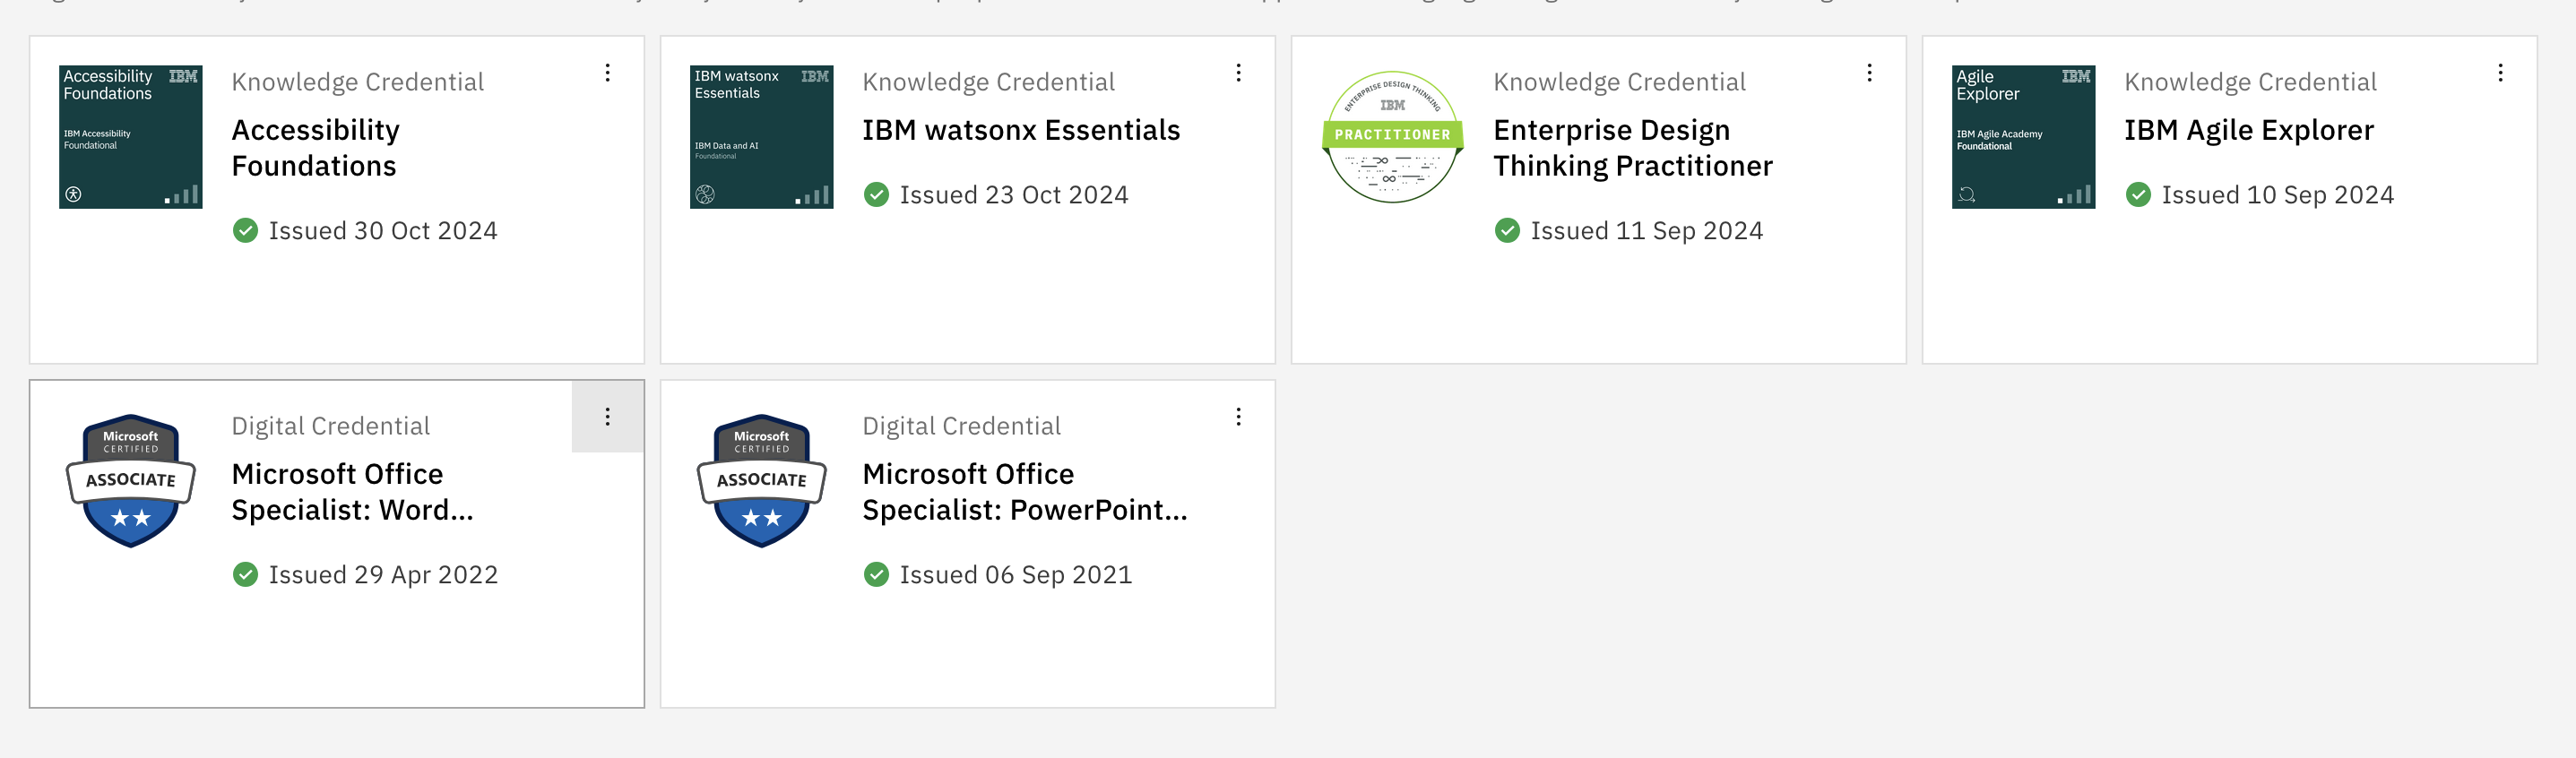 Accessibility
Foundations
IBM
IBM Accessibility
Foundational
Knowledge Credential
Accessibility
Foundations
Issued 30 Oct 2024
IBM watsonx
Essentials
IBM
IBM Data and AI
Foundational
Knowledge Credential
IBM watsonx Essentials
Issued 23 Oct 2024
ENTERPRISE DESIGN THINKING
IBM
PRACTITIONER
Knowledge Credential
Enterprise Design
Thinking Practitioner
Issued 11 Sep 2024
Agile
Explorer
IBM
IBM Agile Academy
Foundational
Knowledge Credential
IBM Agile Explorer
Issued 10 Sep 2024
Microsoft
CERTIFIED
ASSOCIATE
Digital Credential
Microsoft Office
Specialist: Word...
Issued 29 Apr 2022
Microsoft
CERTIFIED
ASSOCIATE
Digital Credential
Microsoft Office
Specialist: PowerPoint...
Issued 06 Sep 2021